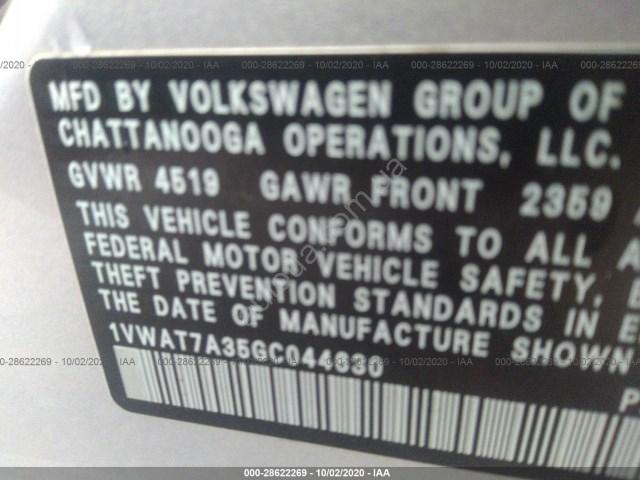 000-28622269 · 10/02/2020 · IAA
MFD BY VOLKSWAGEN GROUP OF
CHATTANOOGA OPERATIONS, LLC.
GVWR 4519 GAWR FRONT 2359
THIS VEHICLE CONFORMS TO ALL
FEDERAL MOTOR VEHICLE SAFETY,
THEFT PREVENTION STANDARDS IN
THE DATE OF MANUFACTURE SHOWN
000-28622269 · 10/02/2020 · IAA
000-28622269 · 10/02/2020 · IAA